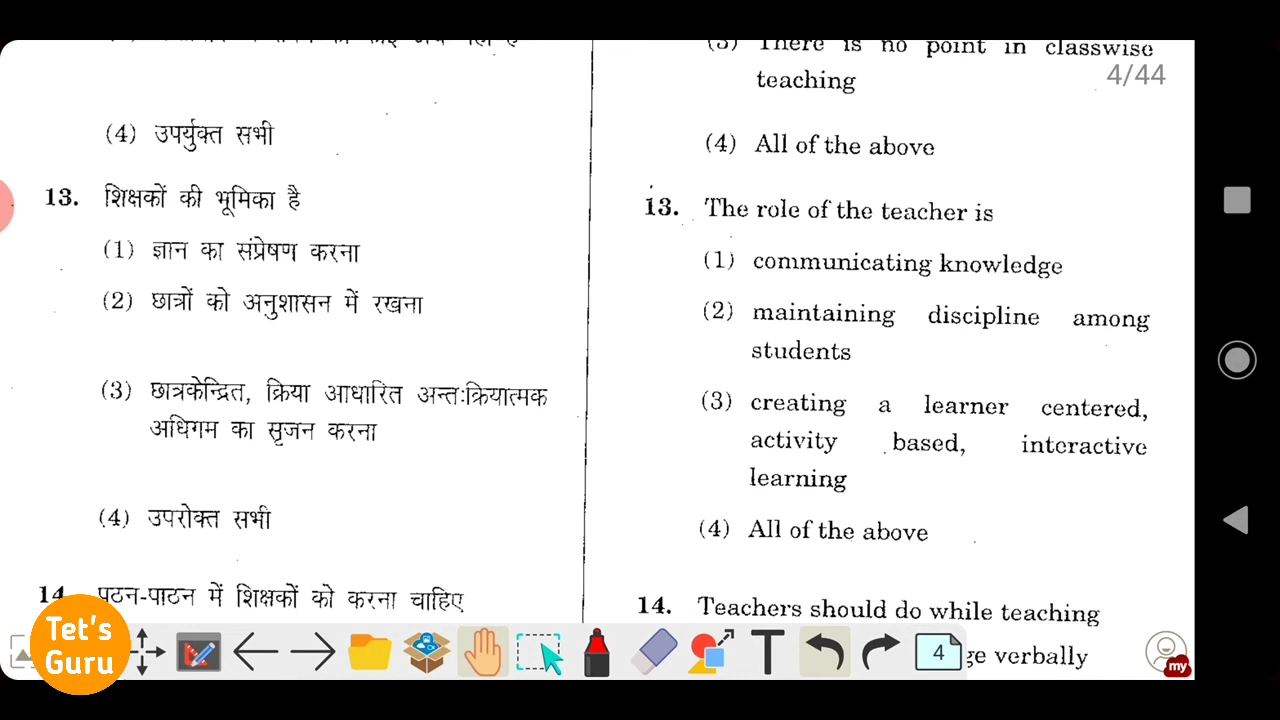 (4) उपर्युक्त सभी
13. शिक्षकों की भूमिका है
(1) ज्ञान का संप्रेषण करना
(2) छात्रों को अनुशासन में रखना
(3) छात्रकेन्द्रित, क्रिया आधारित अन्तःक्रियात्मक
अधिगम का सृजन करना
(4) उपरोक्त सभी
14. पठन-पाठन में शिक्षकों को करना चाहिए
(3) There is no point in classwise
teaching
4/44
(4) All of the above
13. The role of the teacher is
(1) communicating knowledge
(2) maintaining discipline among
students
(3) creating a learner centered,
activity based, interactive
learning
(4) All of the above
14. Teachers should do while teaching
verbally
Tet's
Guru
T
4
my